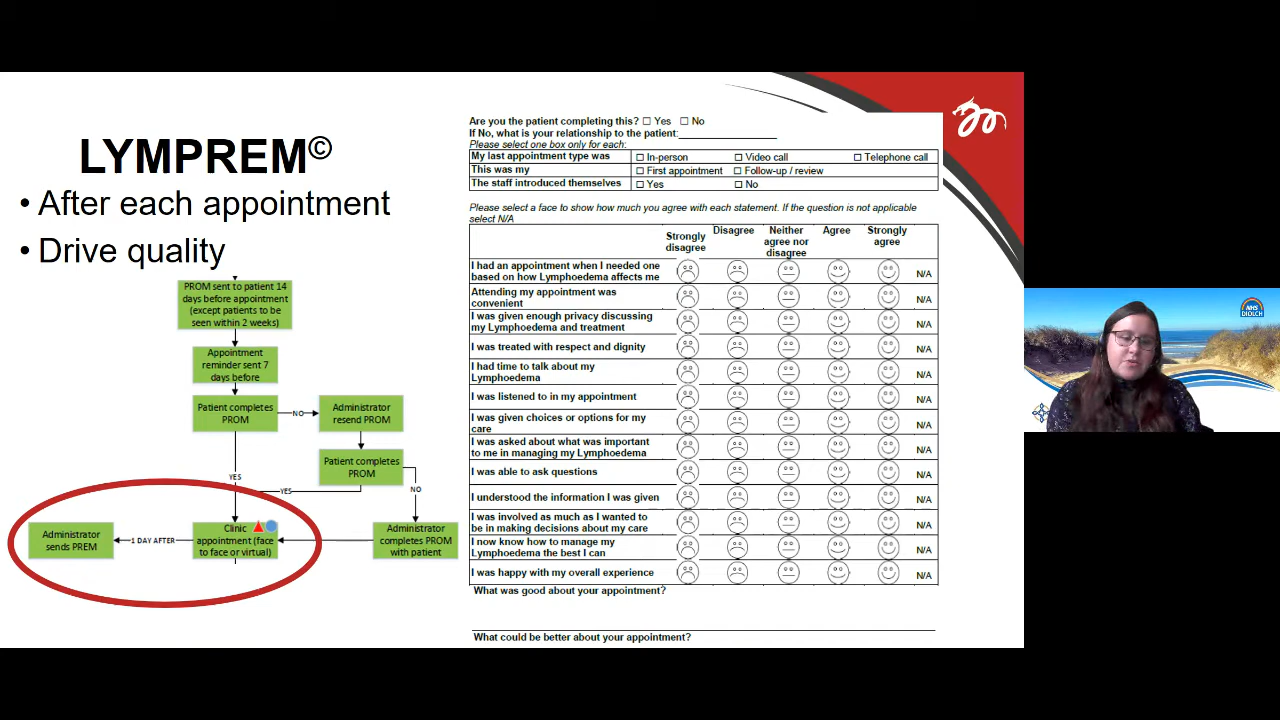 LYMPREM©
• After each appointment
• Drive quality
PROM sent to patient 14
days before appointment
(except patients to be
seen within 2 weeks)
Appointment
reminder sent 7
days before
Patient completes
PROM
NO
Administrator
resend PROM
Patient completes
PROM
YES
YES
NO
Administrator
sends PREM
1 DAY AFTER
Clinic
appointment (face
to face or virtual)
Administrator
completes PROM
with patient
Are you the patient completing this? ☐ Yes ☐ No
If No, what is your relationship to the patient:
Please select one box only for each:
My last appointment type was ☐ In-person ☐ Video call ☐ Telephone call
This was my ☐ First appointment ☐ Follow-up / review
The staff introduced themselves ☐ Yes ☐ No
Please select a face to show how much you agree with each statement. If the question is not applicable
select N/A
Strongly
disagree
Disagree
Neither
agree nor
disagree
Agree
Strongly
agree
I had an appointment when I needed one
based on how Lymphoedema affects me N/A
Attending my appointment was
convenient N/A
I was given enough privacy discussing
my Lymphoedema and treatment N/A
I was treated with respect and dignity N/A
I had time to talk about my
Lymphoedema N/A
I was listened to in my appointment N/A
I was given choices or options for my
care N/A
I was asked about what was important
to me in managing my Lymphoedema N/A
I was able to ask questions N/A
I understood the information I was given N/A
I was involved as much as I wanted to
be in making decisions about my care N/A
I now know how to manage my
Lymphoedema the best I can N/A
I was happy with my overall experience N/A
What was good about your appointment?
What could be better about your appointment?
NHS
DIOLCH